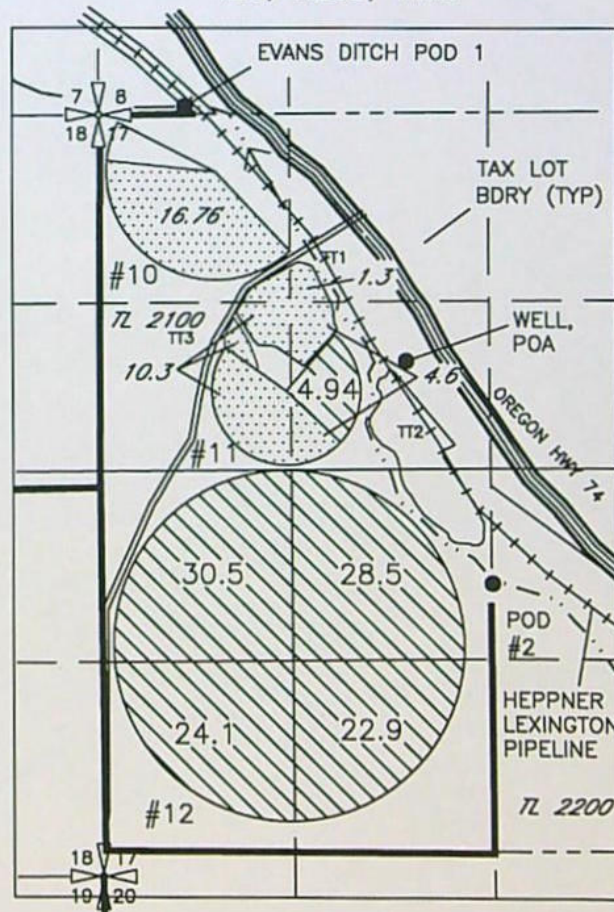 EVANS DITCH POD 1
7 8
18 17
TAX LOT
BDRY (TYP)
16.76
#10
TT1
1.3
TL 2100
TT3
WELL,
POA
10.3
4.94
4.6
OREGON HWY 74
#11
TT2
30.5
28.5
POD
#2
24.1
22.9
HEPPNER
LEXINGTON
PIPELINE
#12
TL 2200
18 17
19 20